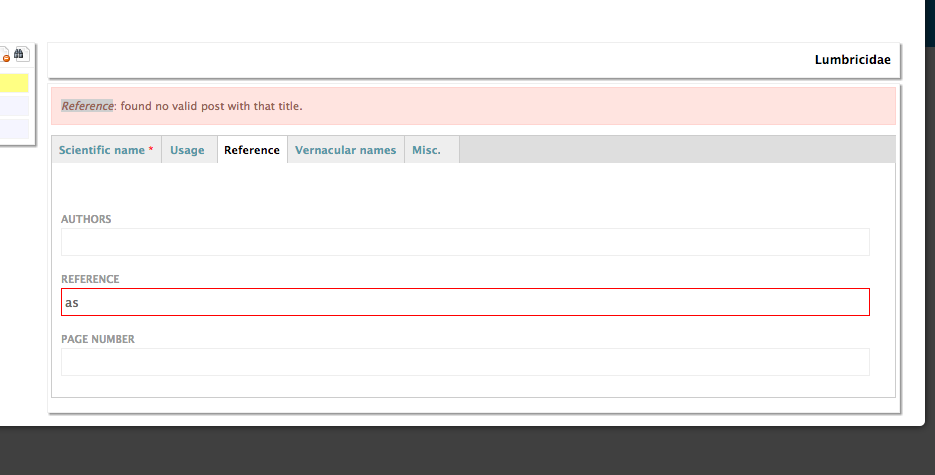 Lumbricidae
Reference: found no valid post with that title.
Scientific name * Usage Reference Vernacular names Misc.
AUTHORS
REFERENCE
as
PAGE NUMBER